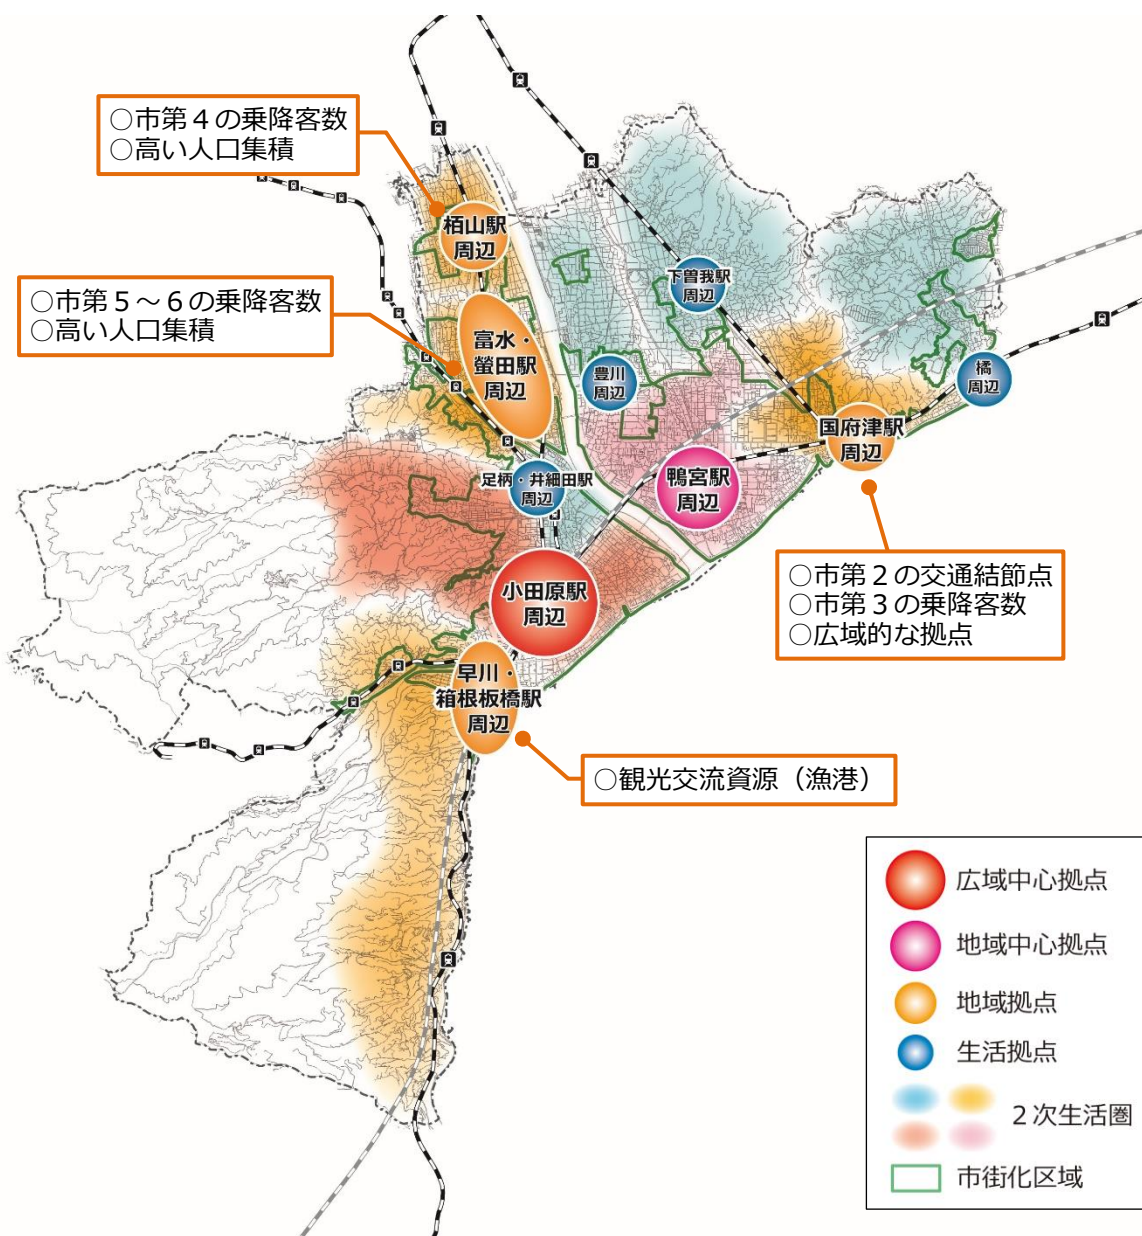 ○市第４の乗降客数
○高い人口集積
栢山駅
周辺
○市第５～６の乗降客数
○高い人口集積
富水・
螢田駅
周辺
下曽我駅
周辺
豊川
周辺
橘
周辺
国府津駅
周辺
足柄・井細田駅
周辺
鴨宮駅
周辺
○市第２の交通結節点
○市第３の乗降客数
○広域的な拠点
小田原駅
周辺
早川・
箱根板橋駅
周辺
○観光交流資源（漁港）
広域中心拠点
地域中心拠点
地域拠点
生活拠点
２次生活圏
市街化区域